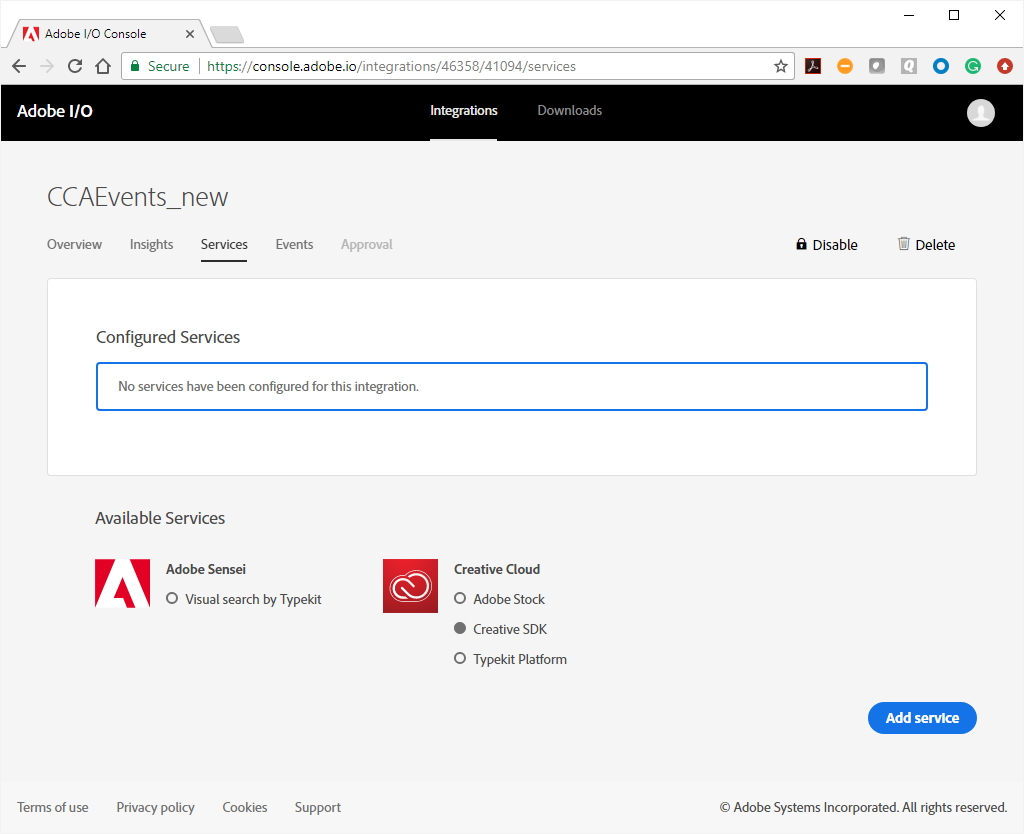 Adobe I/O Console
Secure https://console.adobe.io/integrations/46358/41094/services
Adobe I/O Integrations Downloads
CCAEvents_new
Overview Insights Services Events Approval Disable Delete
Configured Services
No services have been configured for this integration.
Available Services
Adobe Sensei
Visual search by Typekit
Creative Cloud
Adobe Stock
Creative SDK
Typekit Platform
Add service
Terms of use Privacy policy Cookies Support © Adobe Systems Incorporated. All rights reserved.